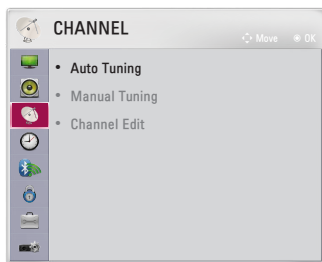 CHANNEL
Move OK
• Auto Tuning
• Manual Tuning
• Channel Edit